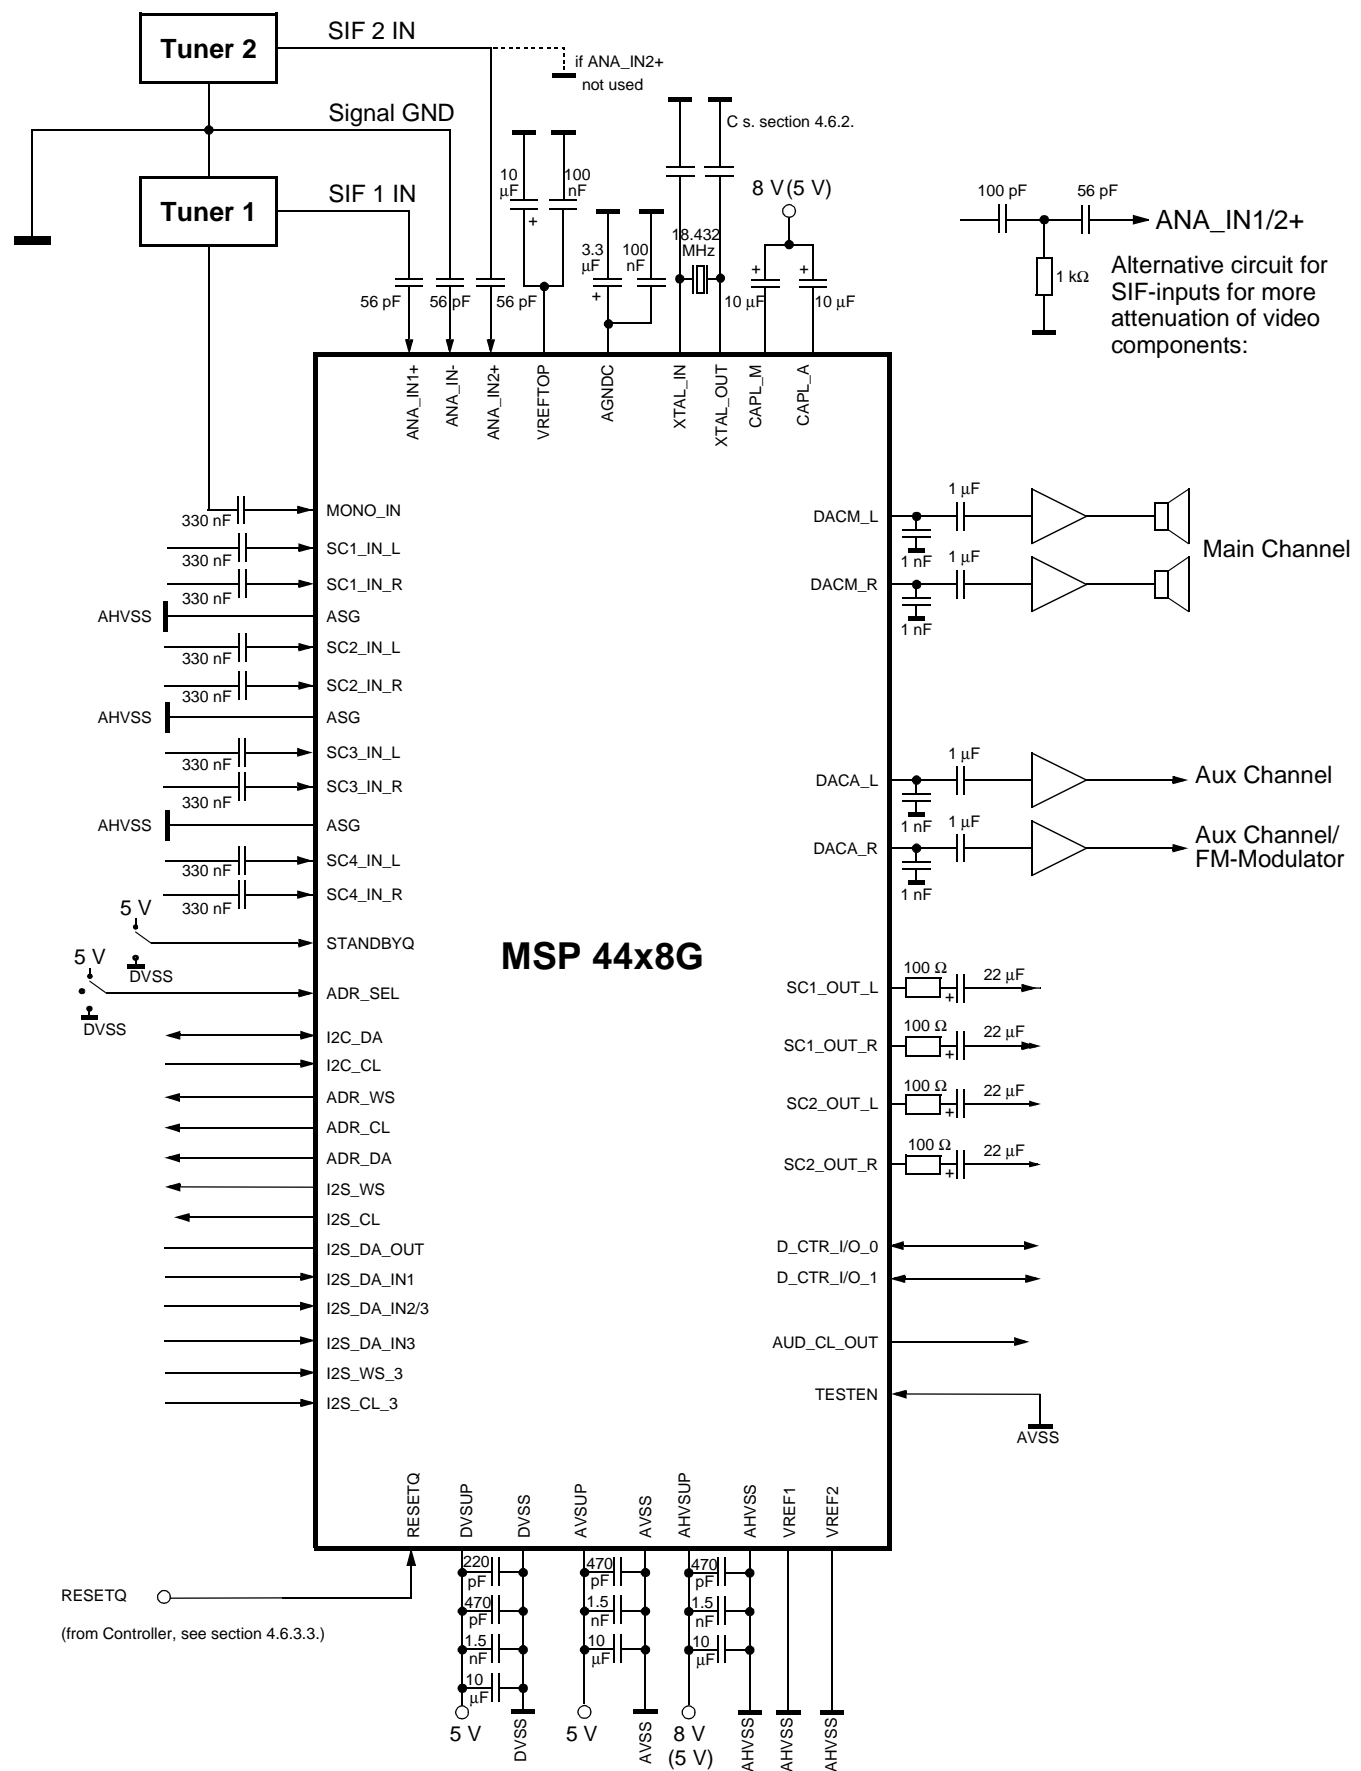 Tuner 2
SIF 2 IN
if ANA_IN2+
not used
Signal GND
Tuner 1
SIF 1 IN
10
µF
+
100
nF
C s. section 4.6.2.
8 V(5 V)
3.3
µF
+
100
nF
18.432
MHz
+
+
10 µF
10 µF
56 pF
56 pF
56 pF
100 pF
56 pF
ANA_IN1/2+
1 kΩ
Alternative circuit for
SIF-inputs for more
attenuation of video
components:
ANA_IN1+
ANA_IN-
ANA_IN2+
VREFTOP
AGNDC
XTAL_IN
XTAL_OUT
CAPL_M
CAPL_A
330 nF
MONO_IN
330 nF
SC1_IN_L
330 nF
SC1_IN_R
AHVSS
ASG
330 nF
SC2_IN_L
330 nF
SC2_IN_R
AHVSS
ASG
330 nF
SC3_IN_L
330 nF
SC3_IN_R
AHVSS
ASG
330 nF
SC4_IN_L
330 nF
SC4_IN_R
5 V
STANDBYQ
DVSS
5 V
ADR_SEL
DVSS
I2C_DA
I2C_CL
ADR_WS
ADR_CL
ADR_DA
I2S_WS
I2S_CL
I2S_DA_OUT
I2S_DA_IN1
I2S_DA_IN2/3
I2S_DA_IN3
I2S_WS_3
I2S_CL_3
MSP 44x8G
DACM_L
1 µF
1 nF
DACM_R
1 µF
1 nF
Main Channel
DACA_L
1 µF
1 nF
Aux Channel
DACA_R
1 µF
1 nF
Aux Channel/
FM-Modulator
SC1_OUT_L
100 Ω
+
22 µF
SC1_OUT_R
100 Ω
+
22 µF
SC2_OUT_L
100 Ω
+
22 µF
SC2_OUT_R
100 Ω
+
22 µF
D_CTR_I/O_0
D_CTR_I/O_1
AUD_CL_OUT
TESTEN
AVSS
RESETQ
DVSUP
DVSS
AVSUP
AVSS
AHVSUP
AHVSS
VREF1
VREF2
RESETQ
(from Controller, see section 4.6.3.3.)
220
pF
470
pF
1.5
nF
10
µF
5 V
DVSS
470
pF
1.5
nF
10
µF
5 V
AVSS
470
pF
1.5
nF
10
µF
8 V
(5 V)
AHVSS
AHVSS
AHVSS